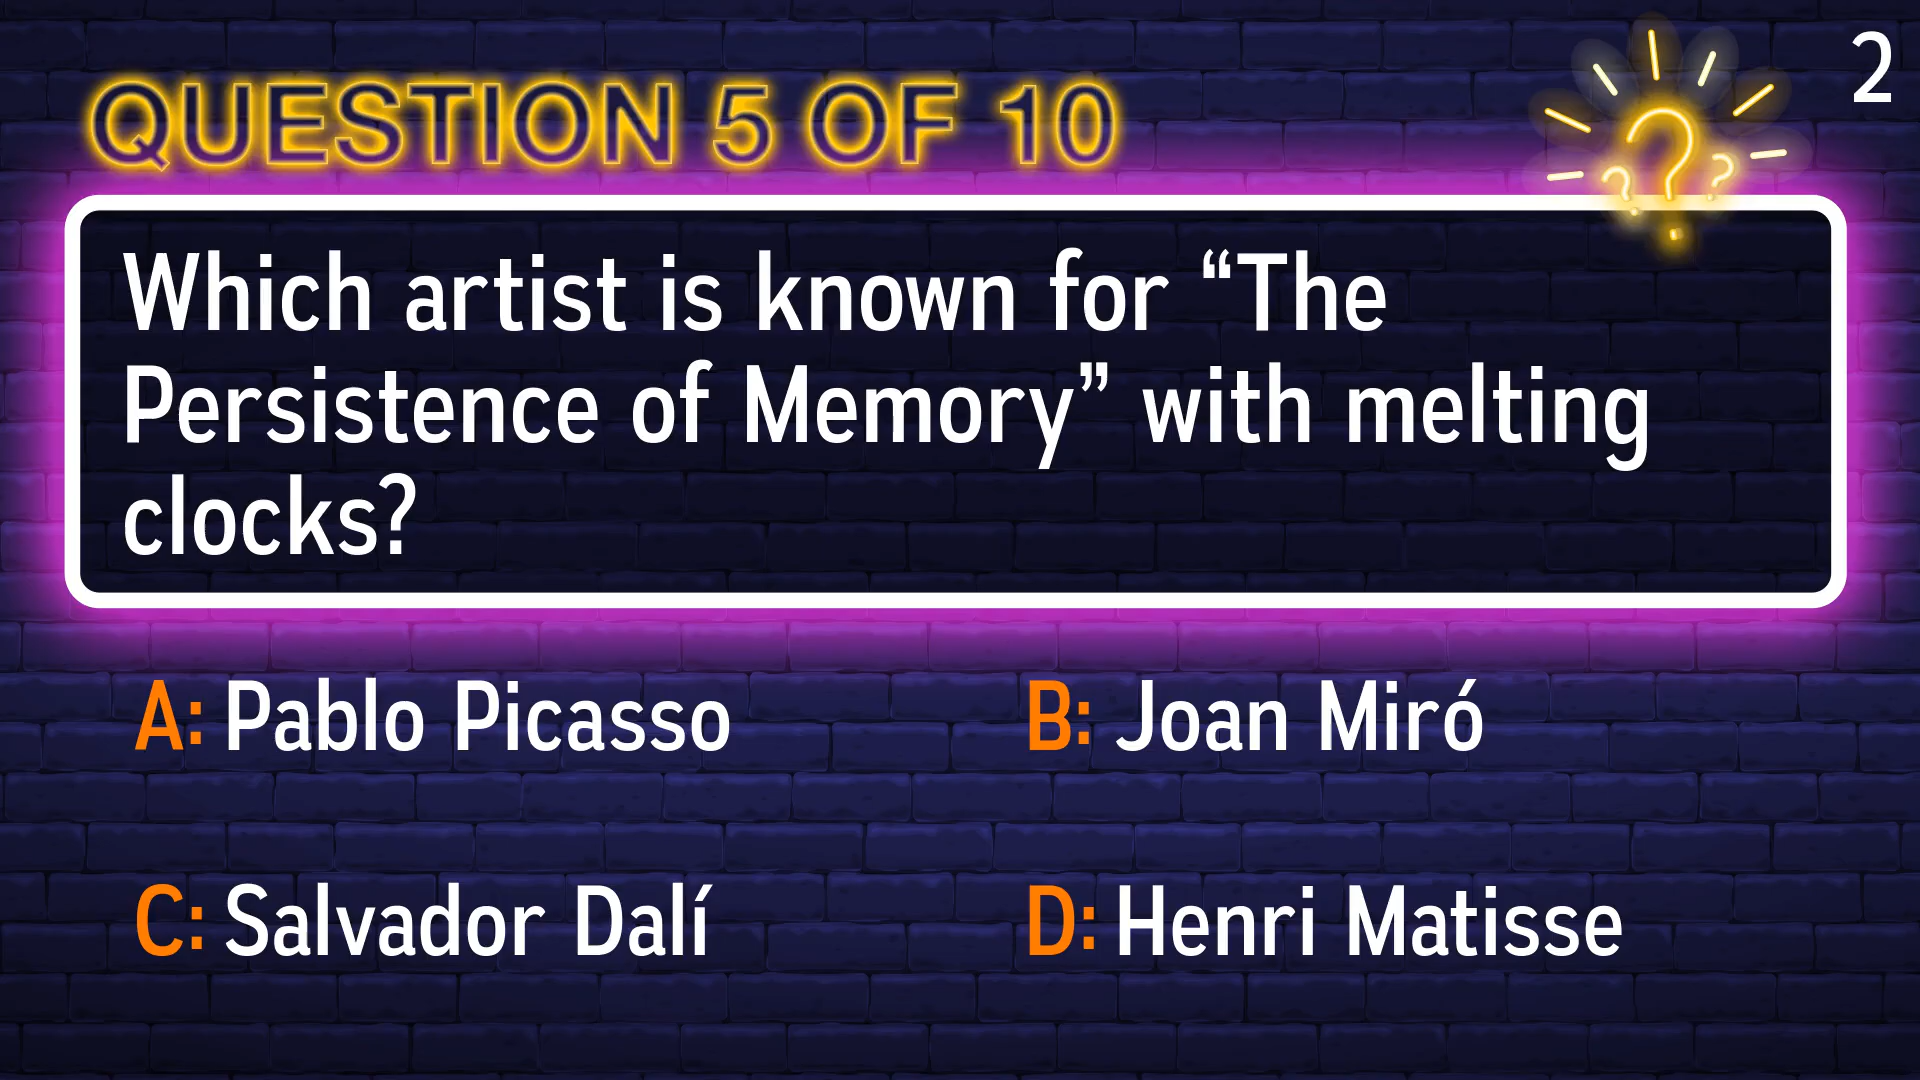 2
QUESTION 5 OF 10
Which artist is known for “The
Persistence of Memory” with melting
clocks?
A: Pablo Picasso
B: Joan Miró
C: Salvador Dalí
D: Henri Matisse